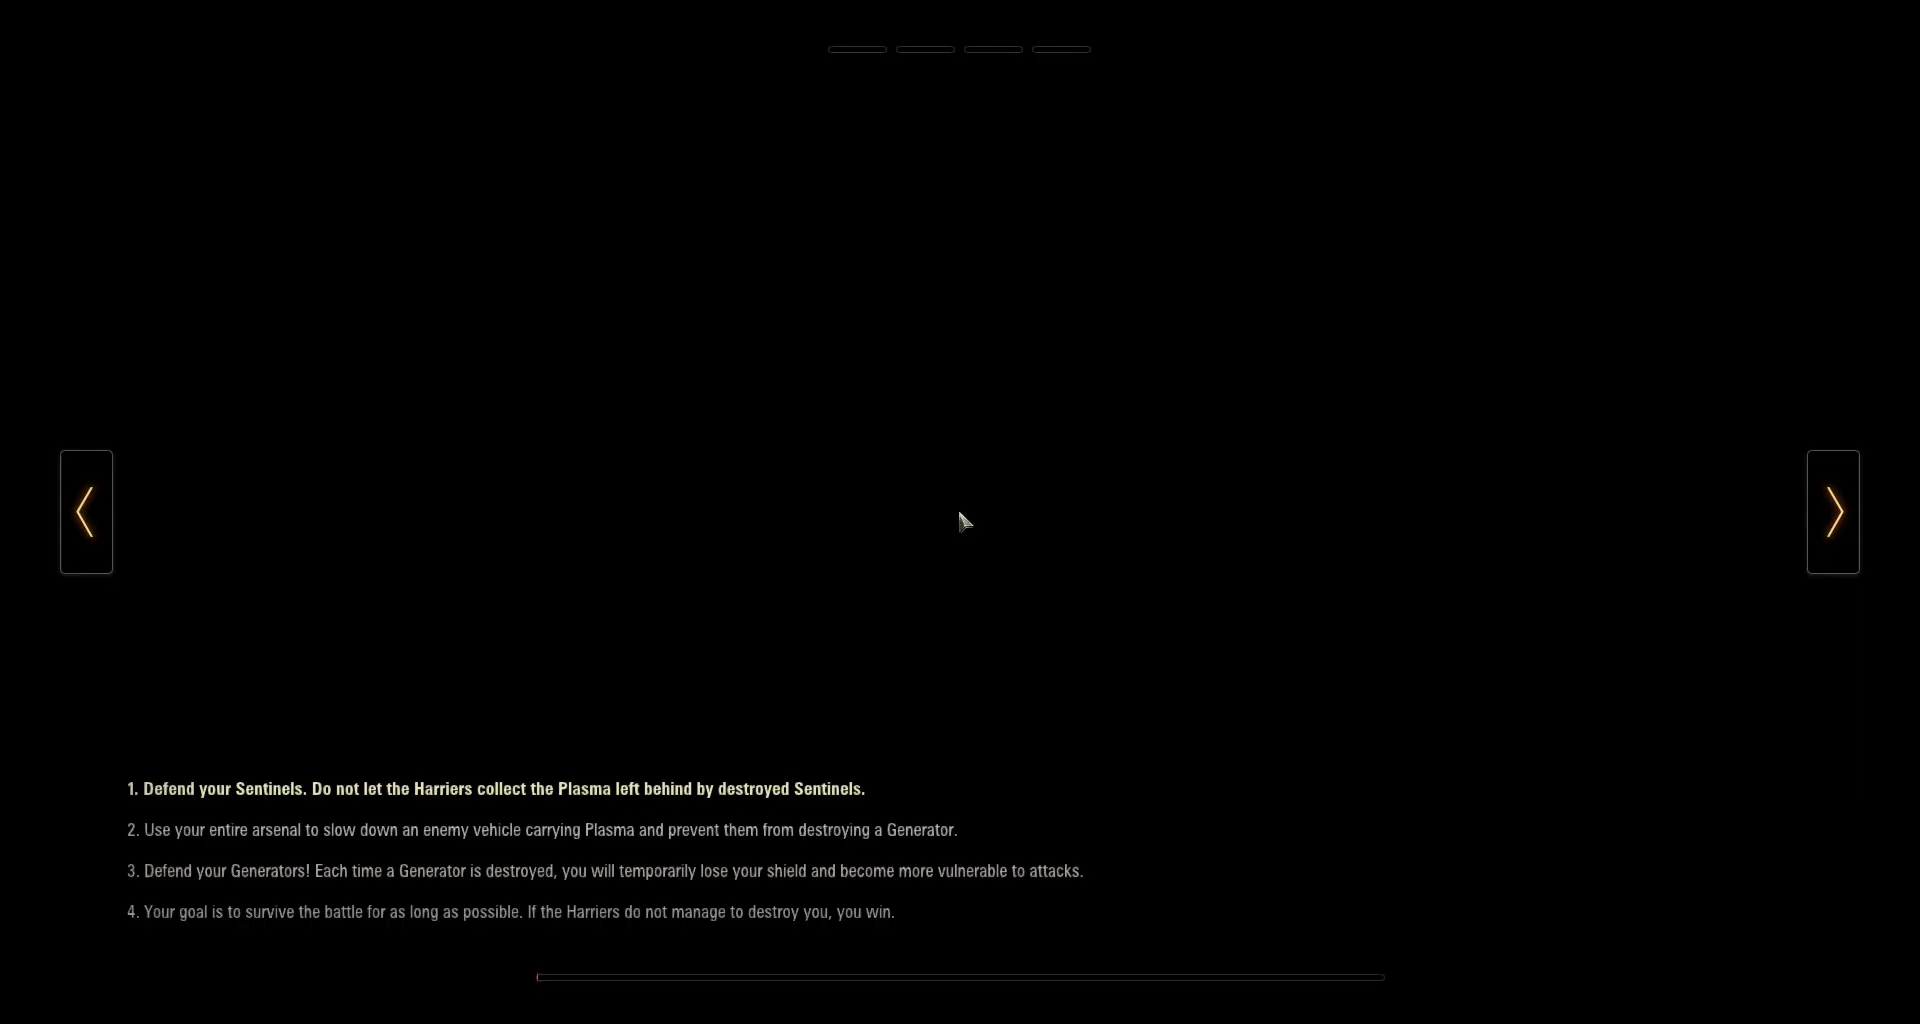 1. Defend your Sentinels. Do not let the Harriers collect the Plasma left behind by destroyed Sentinels.
2. Use your entire arsenal to slow down an enemy vehicle carrying Plasma and prevent them from destroying a Generator.
3. Defend your Generators! Each time a Generator is destroyed, you will temporarily lose your shield and become more vulnerable to attacks.
4. Your goal is to survive the battle for as long as possible. If the Harriers do not manage to destroy you, you win.